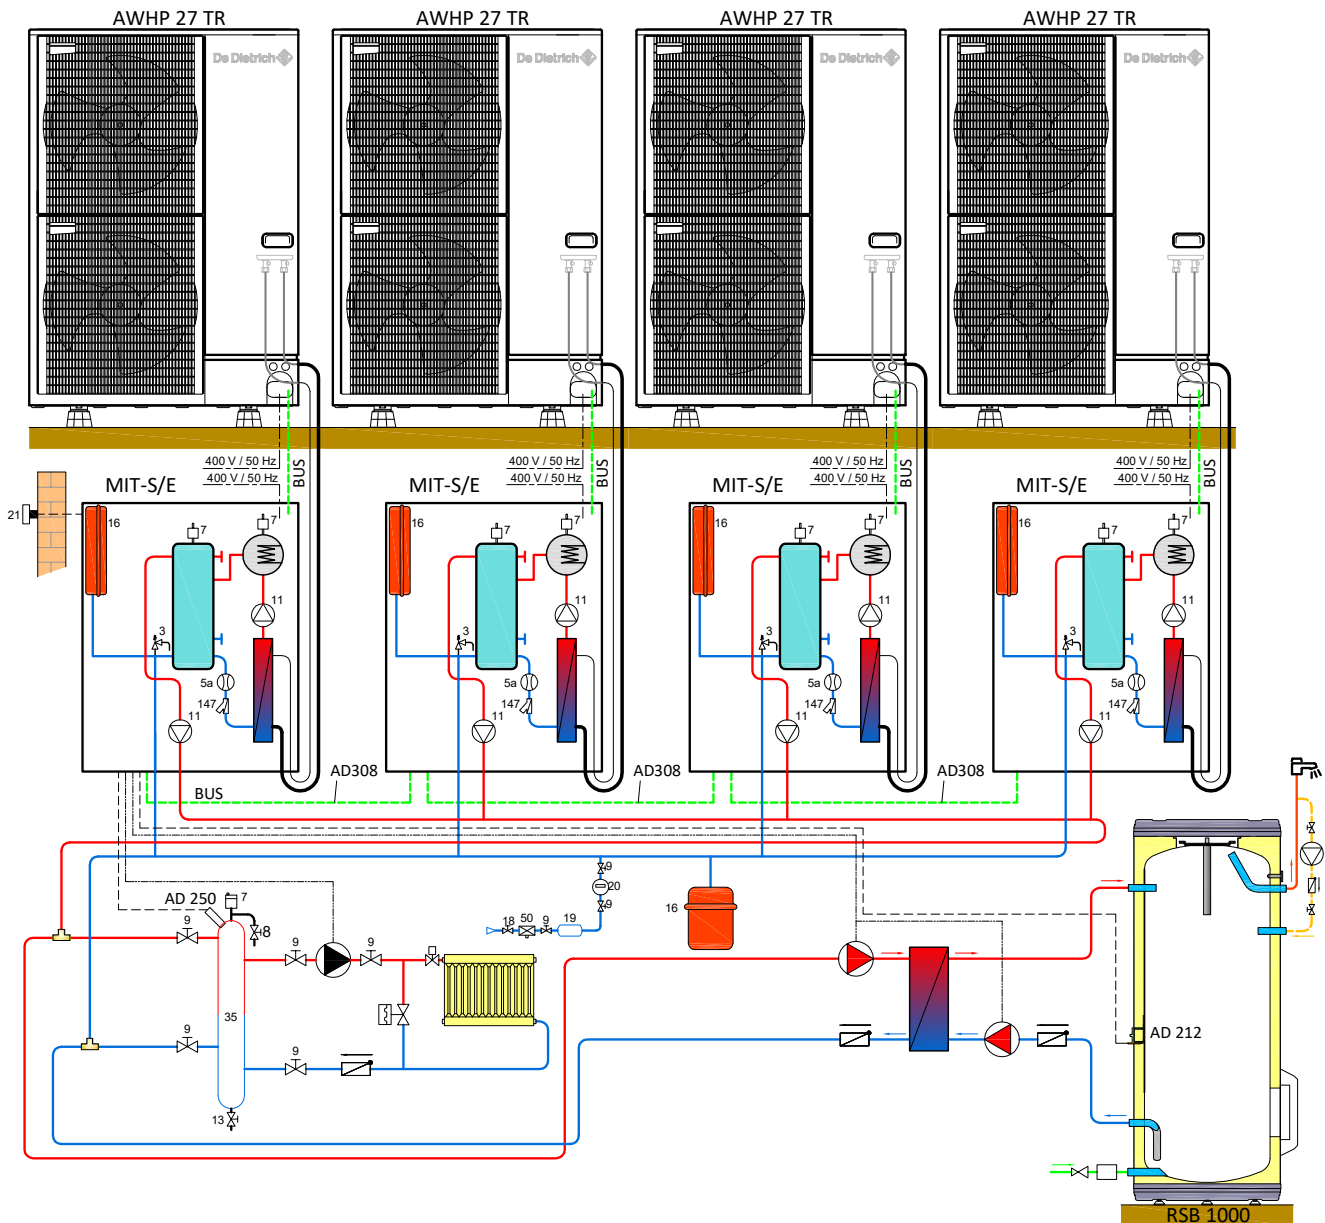 AWHP 27 TR
AWHP 27 TR
AWHP 27 TR
AWHP 27 TR
De Dietrich
De Dietrich
De Dietrich
De Dietrich
400 V / 50 Hz
400 V / 50 Hz
BUS
400 V / 50 Hz
400 V / 50 Hz
BUS
400 V / 50 Hz
400 V / 50 Hz
BUS
400 V / 50 Hz
400 V / 50 Hz
BUS
MIT-S/E
MIT-S/E
MIT-S/E
MIT-S/E
21
16
7
7
16
7
7
16
7
7
16
7
7
11
11
11
11
3
3
3
3
5a
5a
5a
5a
147
147
147
147
11
11
11
11
BUS
AD308
AD308
AD308
9
20
9
AD 250
7
8
9
18
50
9
19
16
9
9
35
9
9
13
AD 212
RSB 1000